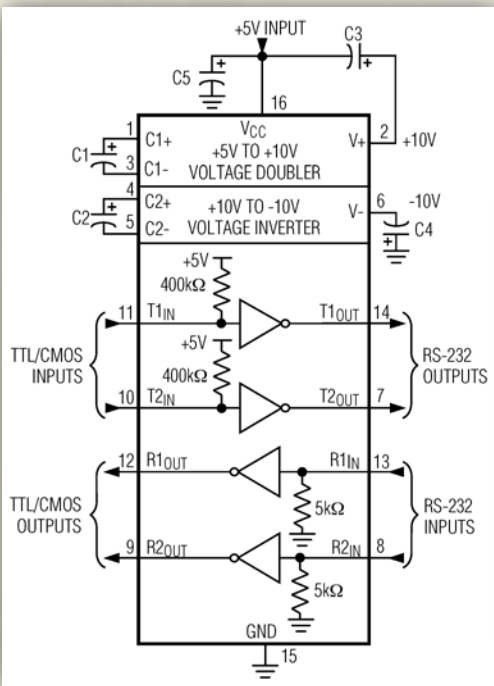 +5V INPUT
C3
C5
16
1 C1+ VCC V+ 2 +10V
C1 +5V TO +10V
3 C1- VOLTAGE DOUBLER
4 C2+ +10V TO -10V V- 6 -10V
C2 5 C2- VOLTAGE INVERTER C4
+5V
400kΩ
11 T1IN T1OUT 14
+5V
TTL/CMOS INPUTS
RS-232 OUTPUTS
400kΩ
10 T2IN T2OUT 7
12 R1OUT R1IN 13
TTL/CMOS OUTPUTS
5kΩ
RS-232 INPUTS
9 R2OUT R2IN 8
5kΩ
GND
15